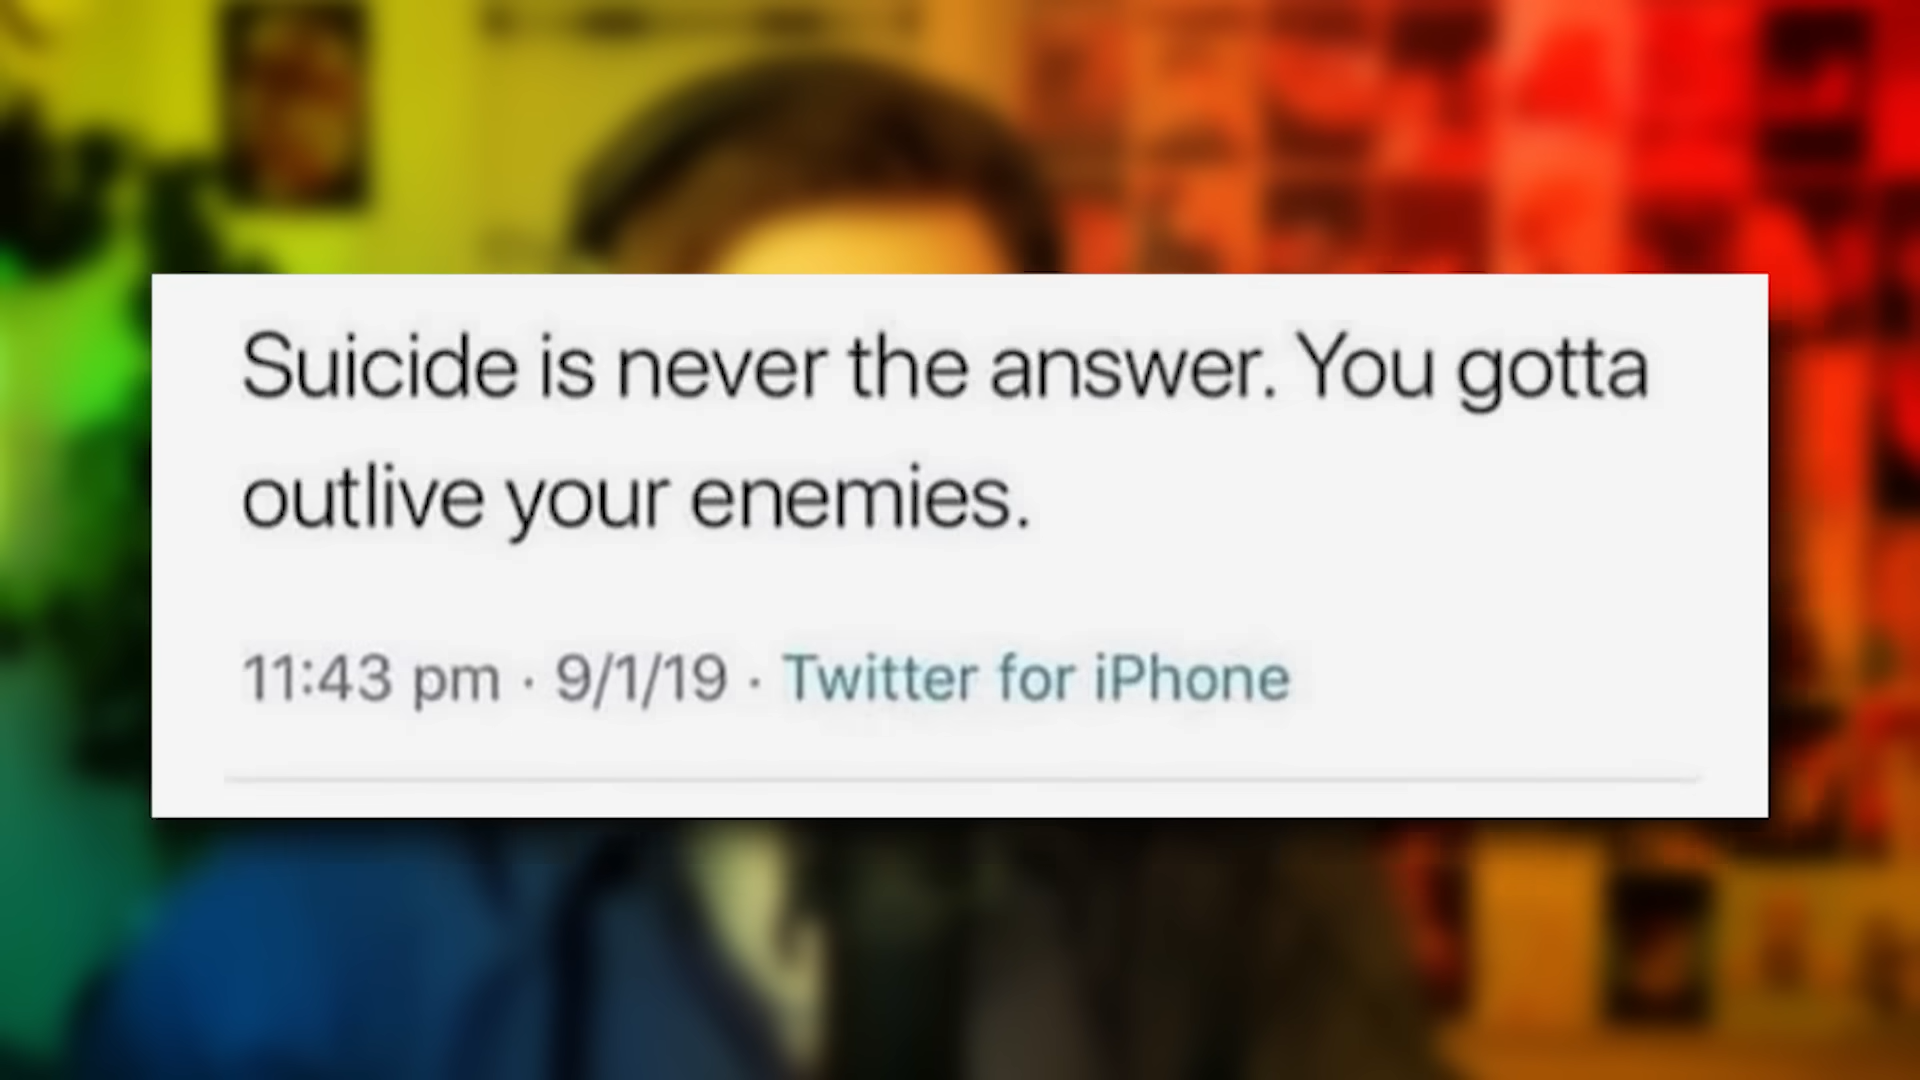 Suicide is never the answer. You gotta
outlive your enemies.
11:43 pm · 9/1/19 · Twitter for iPhone